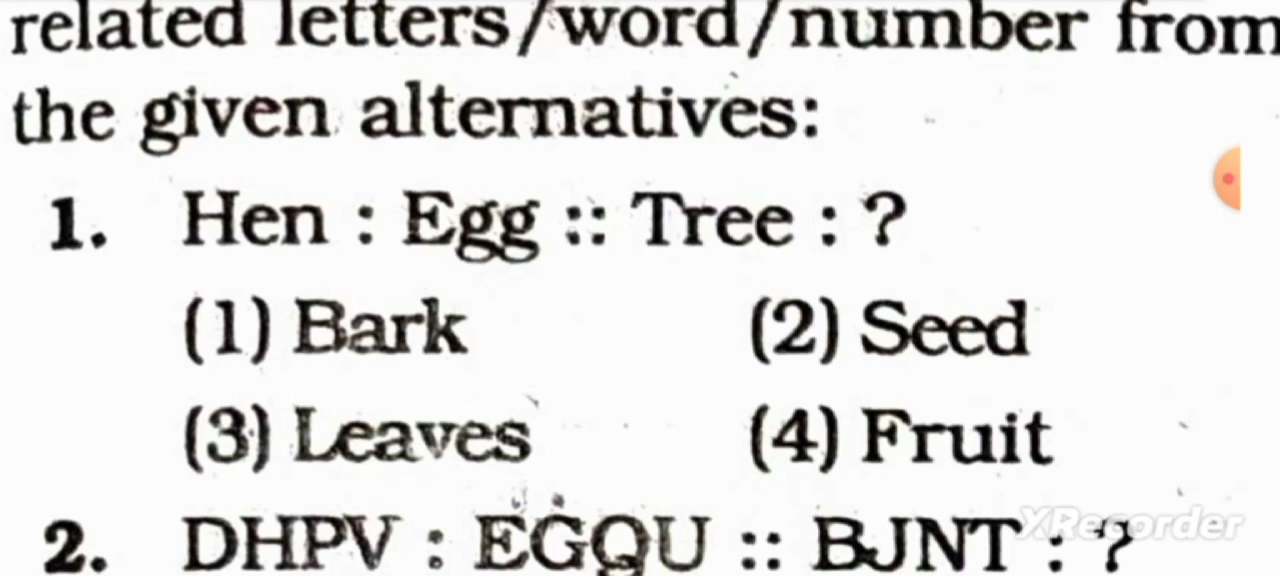 related letters/word/number from
the given alternatives:
1. Hen : Egg :: Tree : ?
(1) Bark (2) Seed
(3) Leaves (4) Fruit
2. DHPV : EGQU :: BJNT : ?
XRecorder